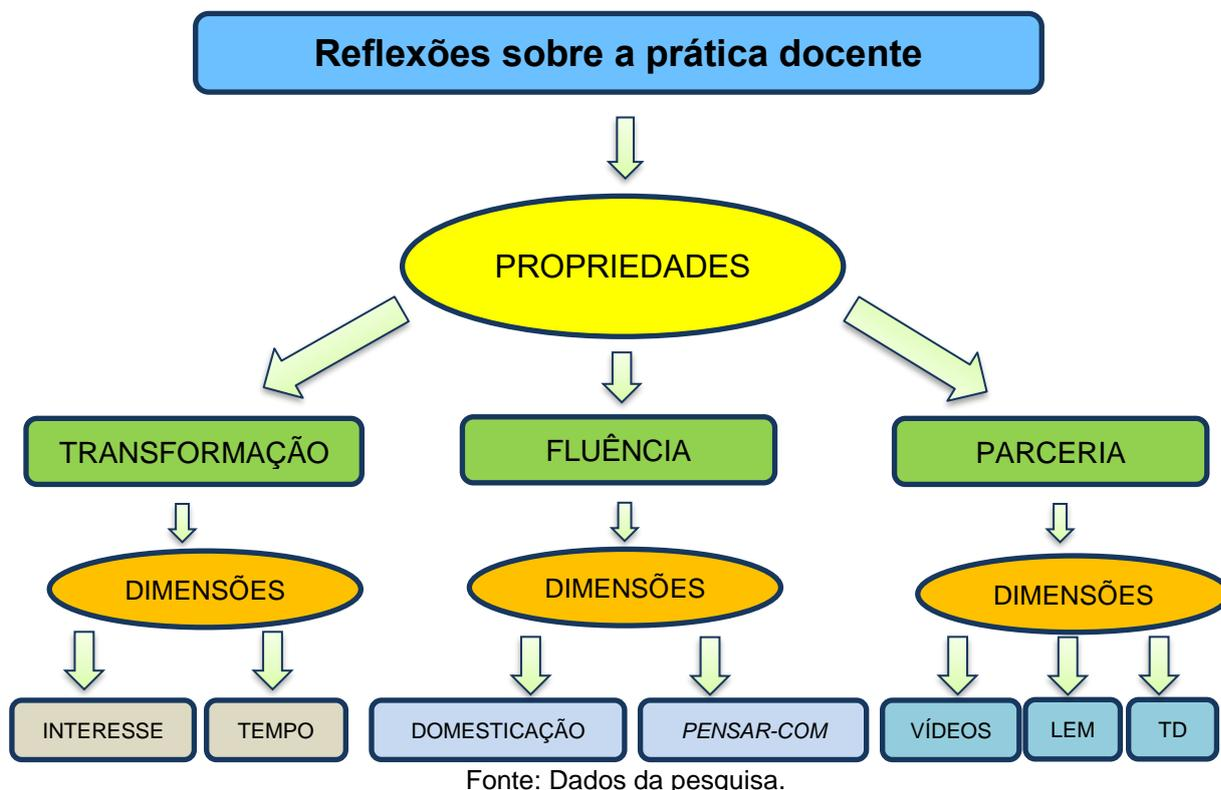 Reflexões sobre a prática docente
PROPRIEDADES
TRANSFORMAÇÃO FLUÊNCIA PARCERIA
DIMENSÕES DIMENSÕES DIMENSÕES
INTERESSE TEMPO DOMESTICAÇÃO PENSAR-COM VÍDEOS LEM TD
Fonte: Dados da pesquisa.